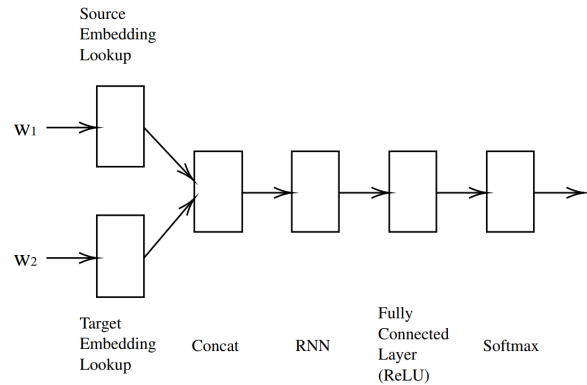 Source
Embedding
Lookup
w1
w2
Target
Embedding
Lookup
Concat
RNN
Fully
Connected
Layer
(ReLU)
Softmax